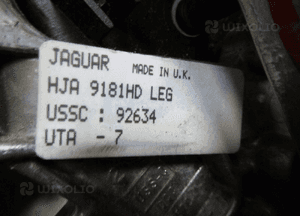 JAGUAR MADE IN U.K.
HJA 9181HD LEG
USSC : 92634
UTA - 7